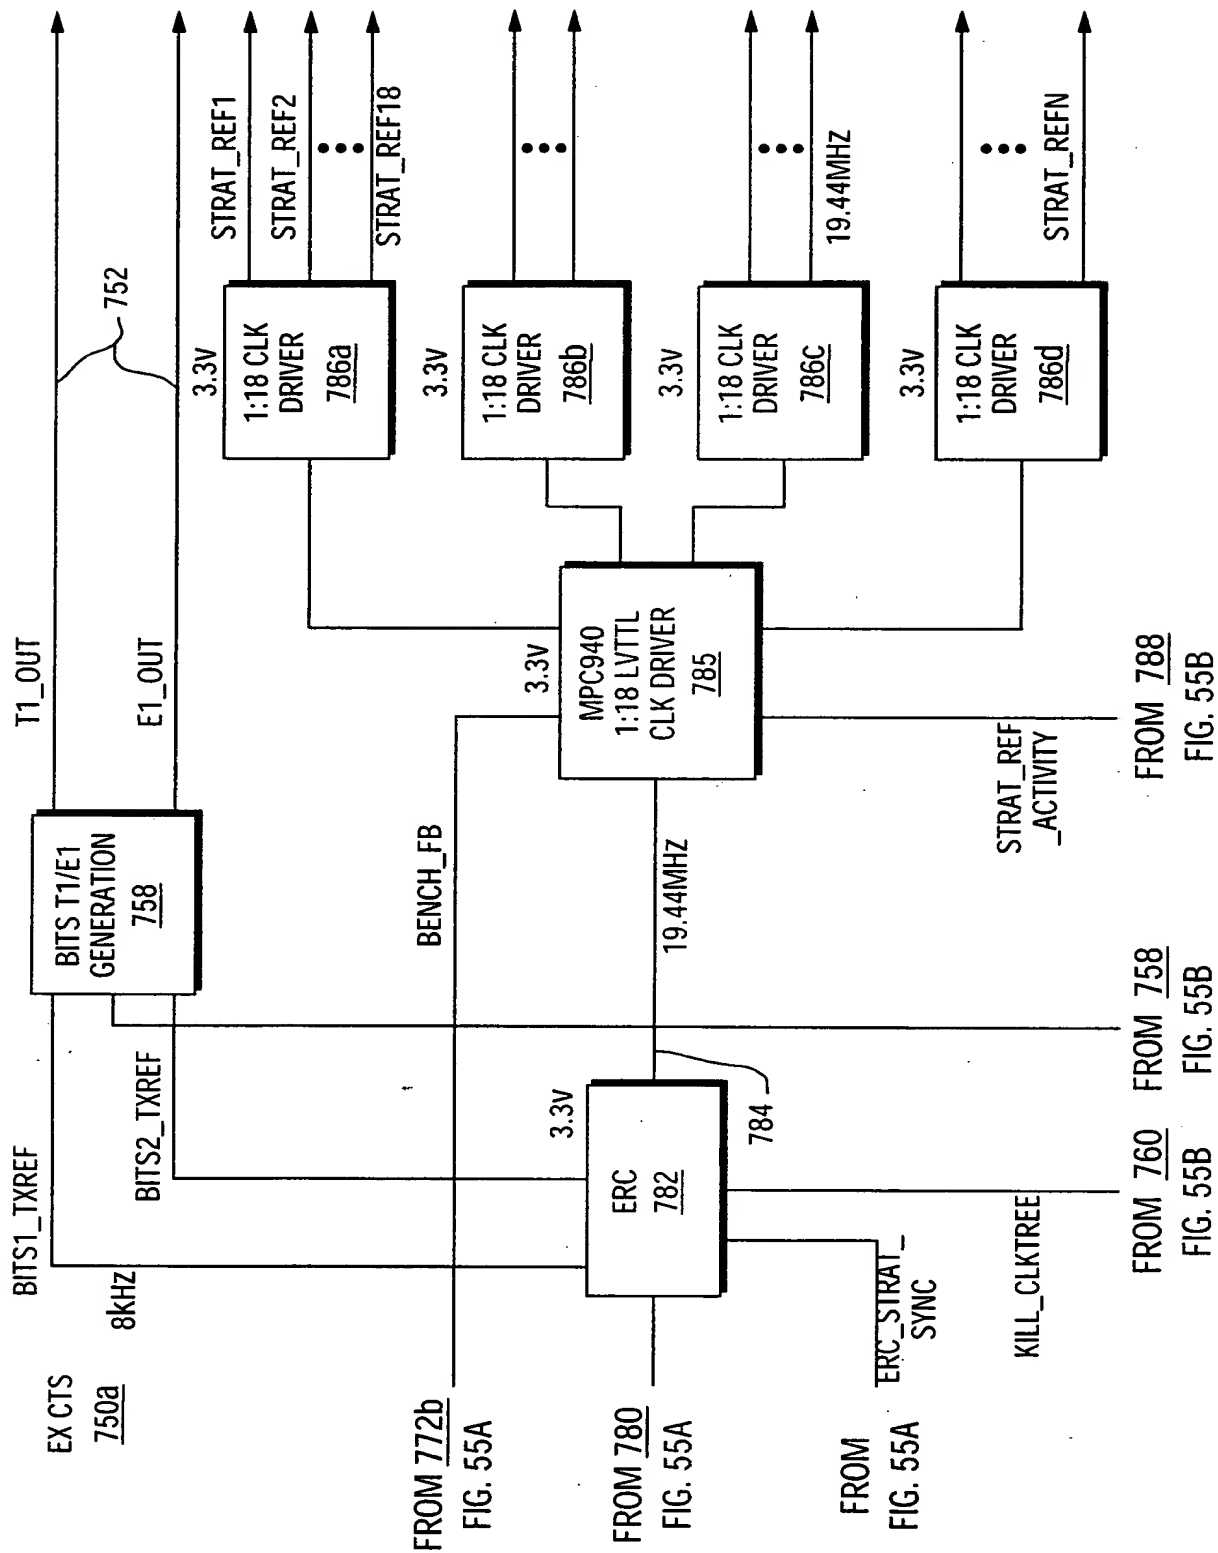 EX CTS
750a
BITS1_TXREF
8kHZ
BITS2_TXREF
BITS T1/E1
GENERATION
758
T1_OUT
E1_OUT
752
FROM 772b
FIG. 55A
BENCH_FB
FROM 780
FIG. 55A
3.3V
ERC
782
784
19.44MHZ
3.3V
MPC940
1:18 LVTTL
CLK DRIVER
785
3.3V
1:18 CLK
DRIVER
786a
STRAT_REF1
STRAT_REF2
STRAT_REF18
3.3V
1:18 CLK
DRIVER
786b
3.3V
1:18 CLK
DRIVER
786c
19.44MHZ
3.3V
1:18 CLK
DRIVER
786d
STRAT_REFN
FROM
FIG. 55A
ERC_STRAT_
SYNC
KILL_CLKTREE
FROM 760
FIG. 55B
FROM 758
FIG. 55B
STRAT_REF
_ACTIVITY
FROM 788
FIG. 55B